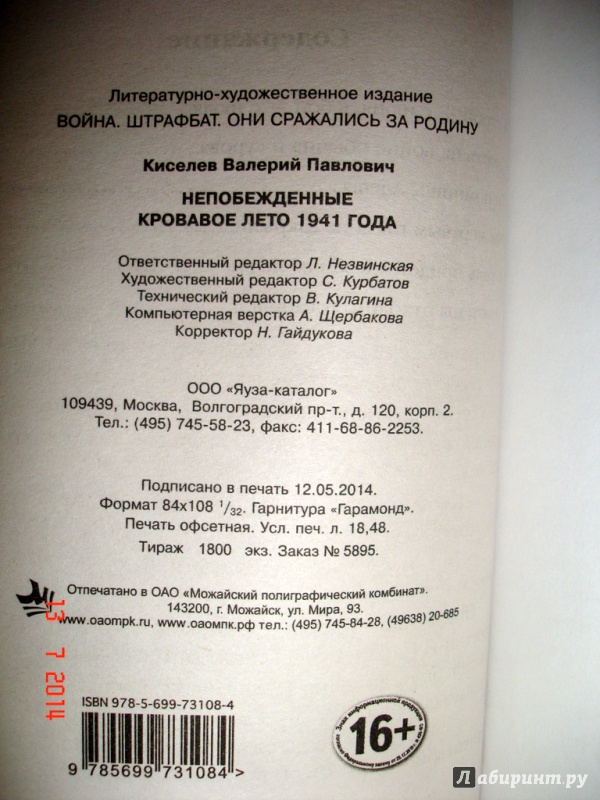 Содержание
Литературно-художественное издание
ВОЙНА. ШТРАФБАТ. ОНИ СРАЖАЛИСЬ ЗА РОДИНУ
Киселев Валерий Павлович
НЕПОБЕЖДЕННЫЕ
КРОВАВОЕ ЛЕТО 1941 ГОДА
Ответственный редактор Л. Незвинская
Художественный редактор С. Курбатов
Технический редактор В. Кулагина
Компьютерная верстка А. Щербакова
Корректор Н. Гайдукова
ООО «Яуза-каталог»
109439, Москва, Волгоградский пр-т., д. 120, корп. 2.
Тел.: (495) 745-58-23, факс: 411-68-86-2253.
Подписано в печать 12.05.2014.
Формат 84х108 1/32. Гарнитура «Гарамонд».
Печать офсетная. Усл. печ. л. 18,48.
Тираж 1800 экз. Заказ № 5895.
Отпечатано в ОАО «Можайский полиграфический комбинат».
143200, г. Можайск, ул. Мира, 93.
www.oaompk.ru, www.оаомпк.рф тел.: (495) 745-84-28, (49638) 20-685
13 7 2014
ISBN 978-5-699-73108-4
9 785699 731084>
Знак информационной продукции
16+
Лабиринт.ру